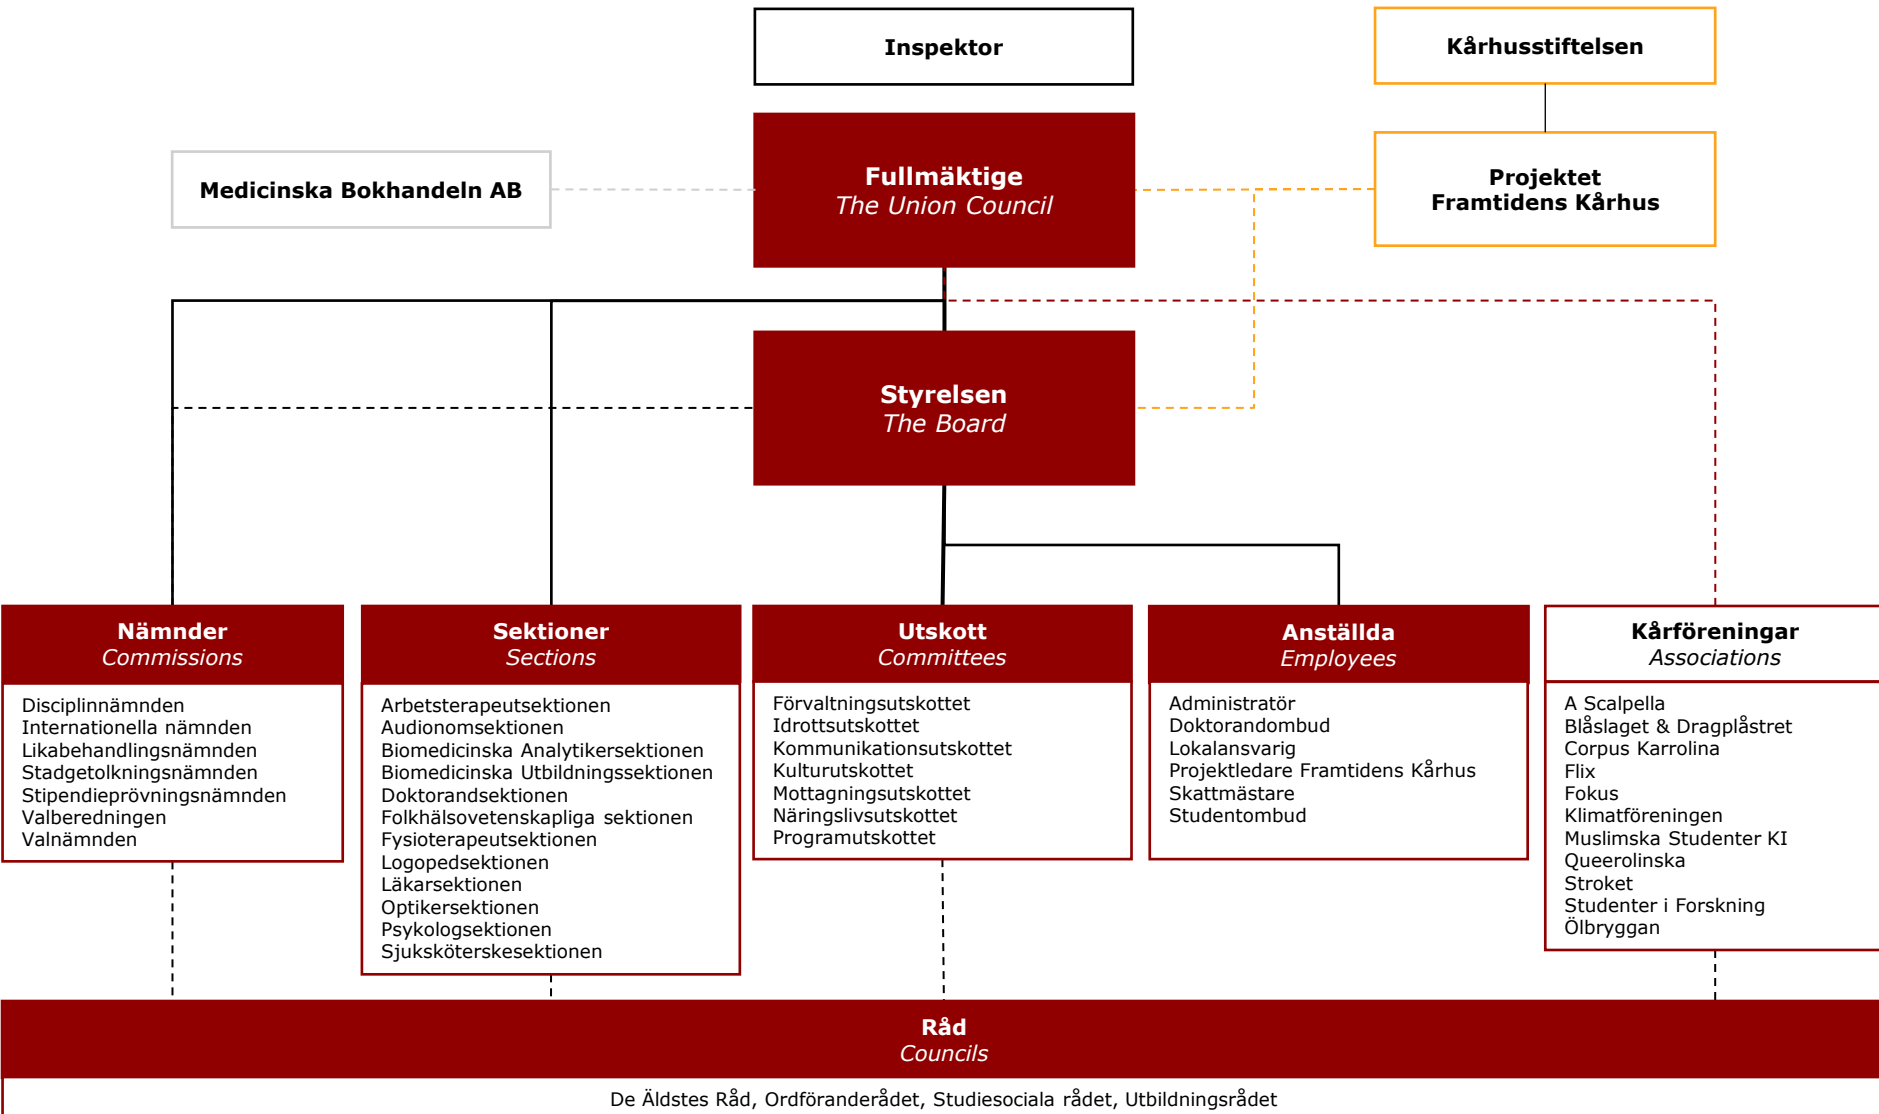 Inspektor
Kårhusstiftelsen
Medicinska Bokhandeln AB
Fullmäktige
The Union Council
Projektet
Framtidens Kårhus
Styrelsen
The Board
Nämnder
Commissions
Disciplinnämnden
Internationella nämnden
Likabehandlingsnämnden
Stadgetolkningsnämnden
Stipendieprövningsnämnden
Valberedningen
Valnämnden
Sektioner
Sections
Arbetsterapeutsektionen
Audionomsektionen
Biomedicinska Analytikersektionen
Biomedicinska Utbildningssektionen
Doktorandsektionen
Folkhälsovetenskapliga sektionen
Fysioterapeutsektionen
Logopedsektionen
Läkarsektionen
Optikersektionen
Psykologsektionen
Sjuksköterskesektionen
Utskott
Committees
Förvaltningsutskottet
Idrottsutskottet
Kommunikationsutskottet
Kulturutskottet
Mottagningsutskottet
Näringslivsutskottet
Programutskottet
Anställda
Employees
Administratör
Doktorandombud
Lokalansvarig
Projektledare Framtidens Kårhus
Skattmästare
Studentombud
Kårföreningar
Associations
A Scalpella
Blåslaget & Dragplåstret
Corpus Karrolina
Flix
Fokus
Klimatföreningen
Muslimska Studenter KI
Queerolinska
Stroket
Studenter i Forskning
Ölbryggan
Råd
Councils
De Äldstes Råd, Ordföranderådet, Studiesociala rådet, Utbildningsrådet